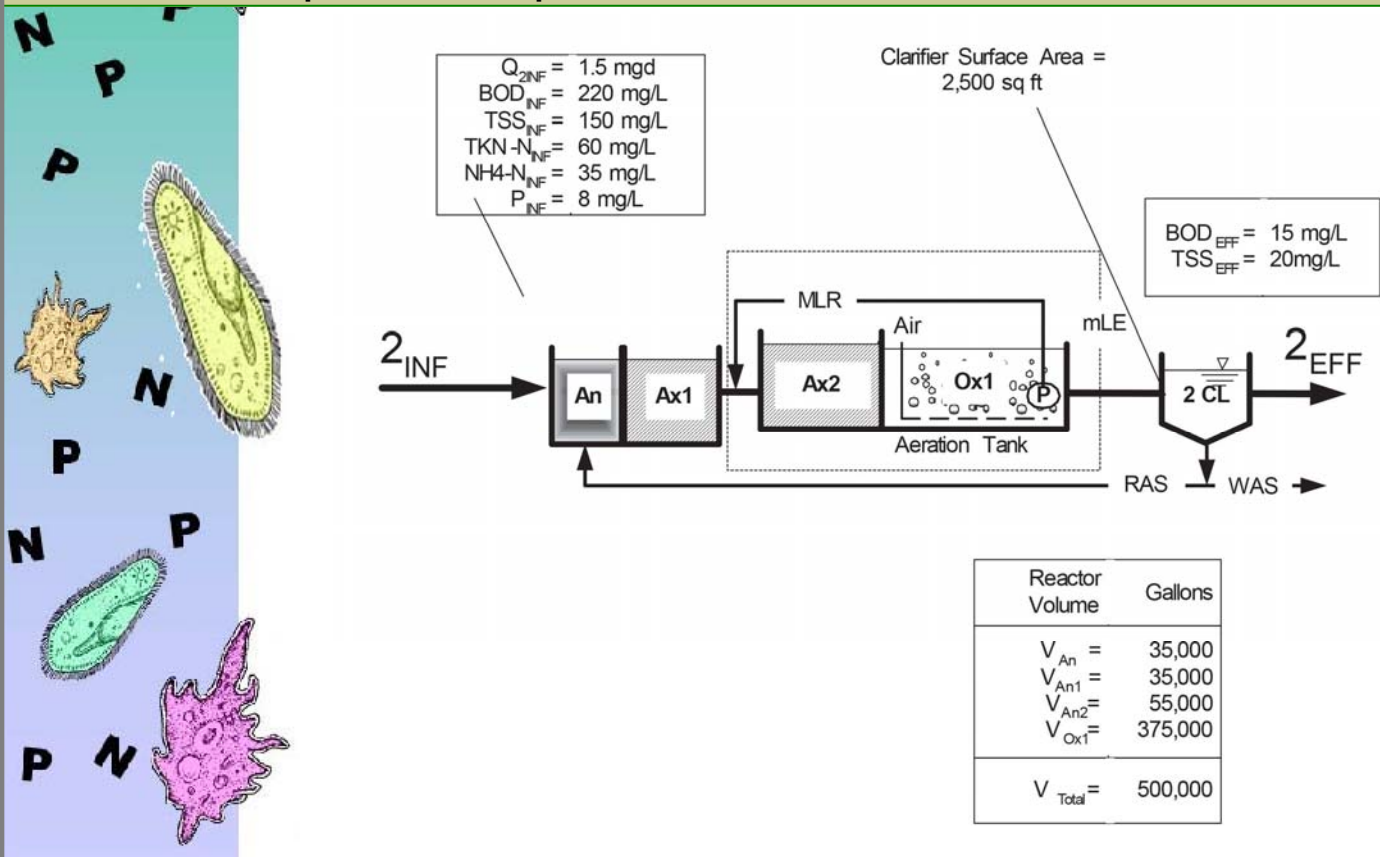 N
P
P
P
N
P
N
P
P
N
Q2INF = 1.5 mgd
BODINF = 220 mg/L
TSSINF = 150 mg/L
TKN-NINF = 60 mg/L
NH4-NINF = 35 mg/L
PINF = 8 mg/L
Clarifier Surface Area =
2,500 sq ft
BODEFF = 15 mg/L
TSSEFF = 20mg/L
MLR
Air
mLE
2INF
2EFF
An
Ax1
Ax2
Ox1
P
2 CL
Aeration Tank
RAS
WAS
Reactor Volume Gallons
VAn = 35,000
VAn1 = 35,000
VAn2= 55,000
VOx1= 375,000
VTotal= 500,000